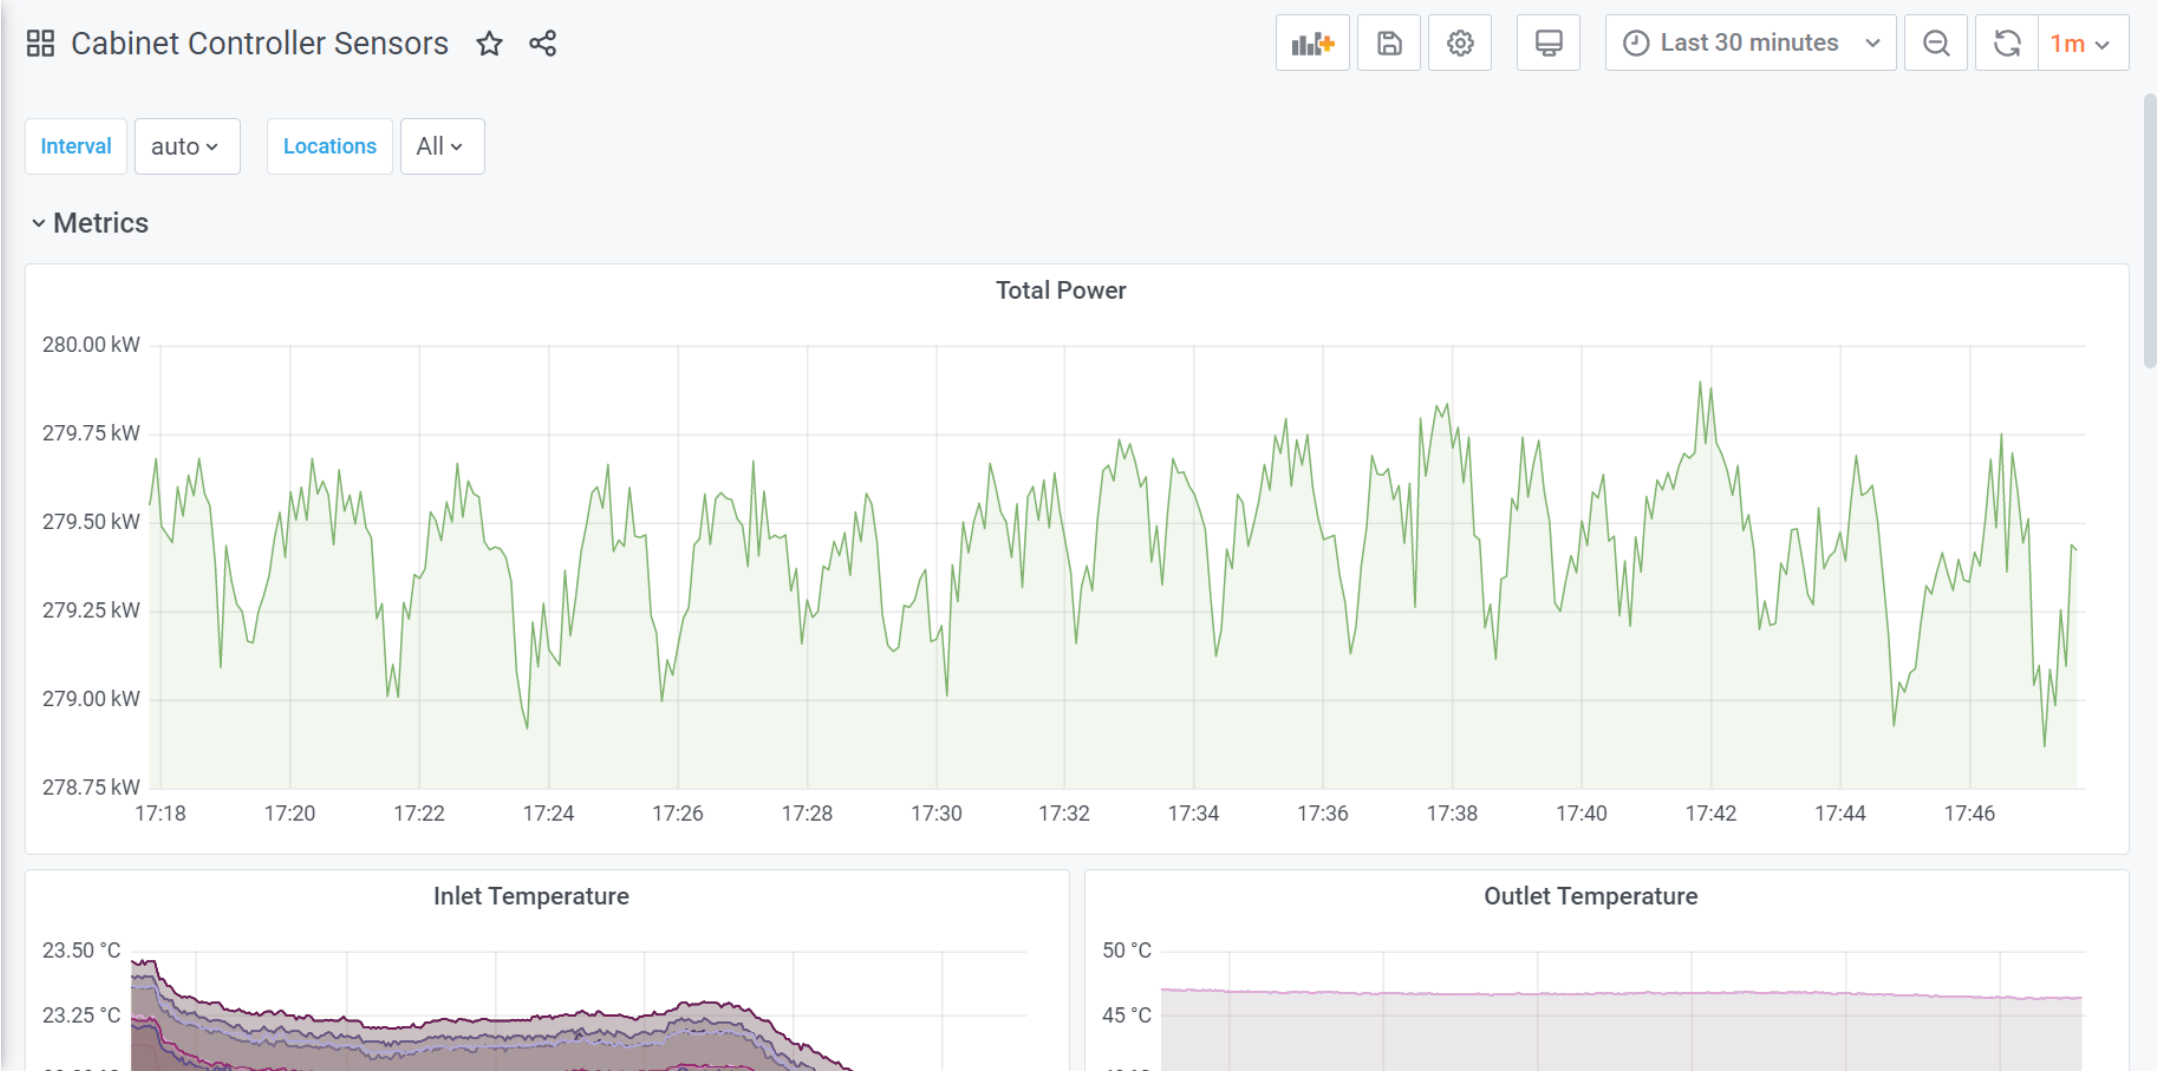 Cabinet Controller Sensors
Last 30 minutes
1m
Interval
auto
Locations
All
Metrics
Total Power
280.00 kW
279.75 kW
279.50 kW
279.25 kW
279.00 kW
278.75 kW
17:18 17:20 17:22 17:24 17:26 17:28 17:30 17:32 17:34 17:36 17:38 17:40 17:42 17:44 17:46
Inlet Temperature
23.50 °C
23.25 °C
Outlet Temperature
50 °C
45 °C